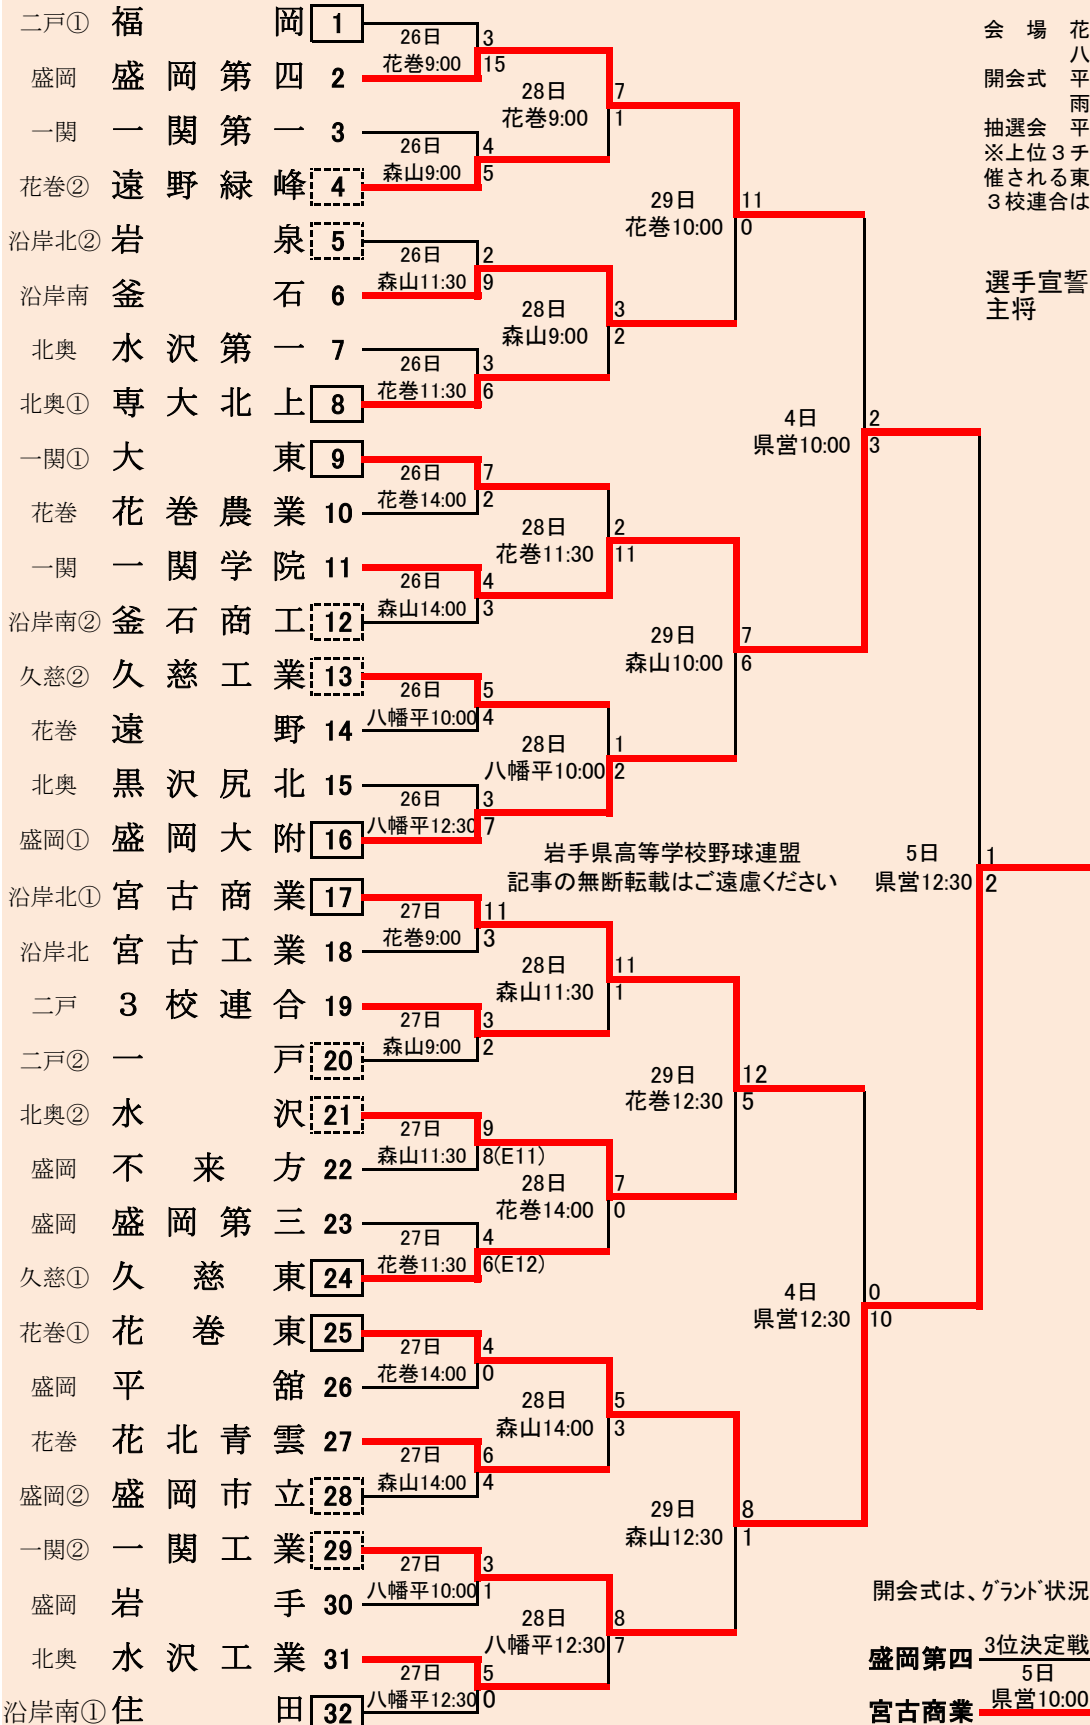 二戸① 福岡 1
26日 3
花巻9:00 15
盛岡 盛岡第四 2
28日 7
花巻9:00 1
一関 一関第一 3
26日 4
森山9:00 5
花巻② 遠野緑峰 4
29日 11
花巻10:00 0
沿岸北② 岩泉 5
26日 2
森山11:30 9
沿岸南 釜石 6
28日 3
森山9:00 2
北奥 水沢第一 7
26日 3
花巻11:30 6
北奥① 専大北上 8
4日 2
県営10:00 3
一関① 大東 9
26日 7
花巻14:00 2
花巻 花巻農業 10
28日 2
花巻11:30 11
一関 一関学院 11
26日 4
森山14:00 3
沿岸南② 釜石商工 12
29日 7
森山10:00 6
久慈② 久慈工業 13
26日 5
八幡平10:00 4
花巻 遠野 14
28日 1
八幡平10:00 2
北奥 黒沢尻北 15
26日 3
八幡平12:30 7
盛岡① 盛岡大附 16
岩手県高等学校野球連盟
記事の無断転載はご遠慮ください
5日 1
県営12:30 2
沿岸北① 宮古商業 17
27日 11
花巻9:00 3
沿岸北 宮古工業 18
28日 11
森山11:30 1
二戸 3校連合 19
27日 3
森山9:00 2
二戸② 一戸 20
29日 12
花巻12:30 5
北奥② 水沢 21
27日 9
森山11:30 8(E11)
盛岡 不来方 22
28日 7
花巻14:00 0
盛岡 盛岡第三 23
27日 4
花巻11:30 6(E12)
久慈① 久慈東 24
4日 0
県営12:30 10
花巻① 花巻東 25
27日 4
花巻14:00 0
盛岡 平舘 26
28日 5
森山14:00 3
花巻 花北青雲 27
27日 6
森山14:00 4
盛岡② 盛岡市立 28
29日 8
森山12:30 1
一関② 一関工業 29
27日 3
八幡平10:00 1
盛岡 岩手 30
28日 8
八幡平12:30 7
北奥 水沢工業 31
27日 5
八幡平12:30 0
沿岸南① 住田 32
会場 花
八
開会式 平
雨
抽選会 平
※上位3チ
催される東
3校連合は
選手宣誓
主将
開会式は、グランド状況
盛岡第四 3位決定戦
5日
宮古商業 県営10:00